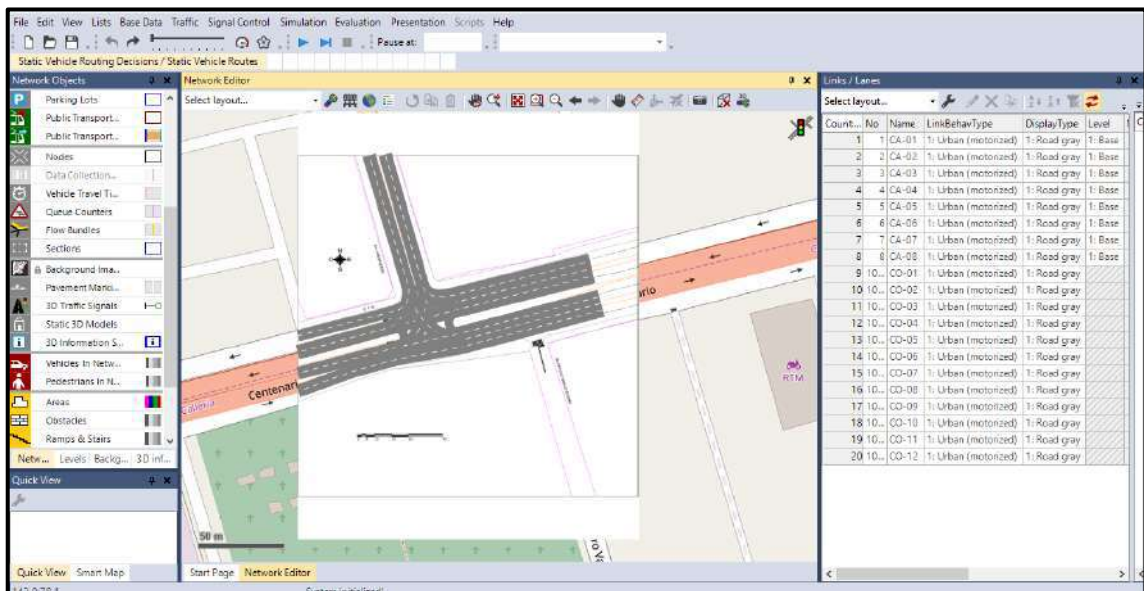 File Edit View Lists Base Data Traffic Signal Control Simulation Evaluation Presentation Scripts Help
Pause at:
Static Vehicle Routing Decisions / Static Vehicle Routes
Network Objects
Parking Lots
Public Transport...
Public Transport...
Nodes
Data Collection...
Vehicle Travel Ti...
Queue Counters
Flow Bundles
Sections
Background Ima...
Pavement Marki...
3D Traffic Signals
Static 3D Models
3D Information S...
Vehicles In Netw...
Pedestrians In N...
Areas
Obstacles
Ramps & Stairs
Netw... Levels Backg... 3D inf...
Quick View
Quick View Smart Map
Network Editor
Select layout...
Centenario
RTM
50 m
Start Page Network Editor
Links / Lanes
Select layout...
Count... No Name LinkBehavType DisplayType Level
1 1 CA-01 1: Urban (motorized) 1: Road gray 1: Base
2 2 CA-02 1: Urban (motorized) 1: Road gray 1: Base
3 3 CA-03 1: Urban (motorized) 1: Road gray 1: Base
4 4 CA-04 1: Urban (motorized) 1: Road gray 1: Base
5 5 CA-05 1: Urban (motorized) 1: Road gray 1: Base
6 6 CA-06 1: Urban (motorized) 1: Road gray 1: Base
7 7 CA-07 1: Urban (motorized) 1: Road gray 1: Base
8 8 CA-08 1: Urban (motorized) 1: Road gray 1: Base
9 10... CO-01 1: Urban (motorized) 1: Road gray
10 10... CO-02 1: Urban (motorized) 1: Road gray
11 10... CO-03 1: Urban (motorized) 1: Road gray
12 10... CO-04 1: Urban (motorized) 1: Road gray
13 10... CO-05 1: Urban (motorized) 1: Road gray
14 10... CO-06 1: Urban (motorized) 1: Road gray
15 10... CO-07 1: Urban (motorized) 1: Road gray
16 10... CO-08 1: Urban (motorized) 1: Road gray
17 10... CO-09 1: Urban (motorized) 1: Road gray
18 10... CO-10 1: Urban (motorized) 1: Road gray
19 10... CO-11 1: Urban (motorized) 1: Road gray
20 10... CO-12 1: Urban (motorized) 1: Road gray